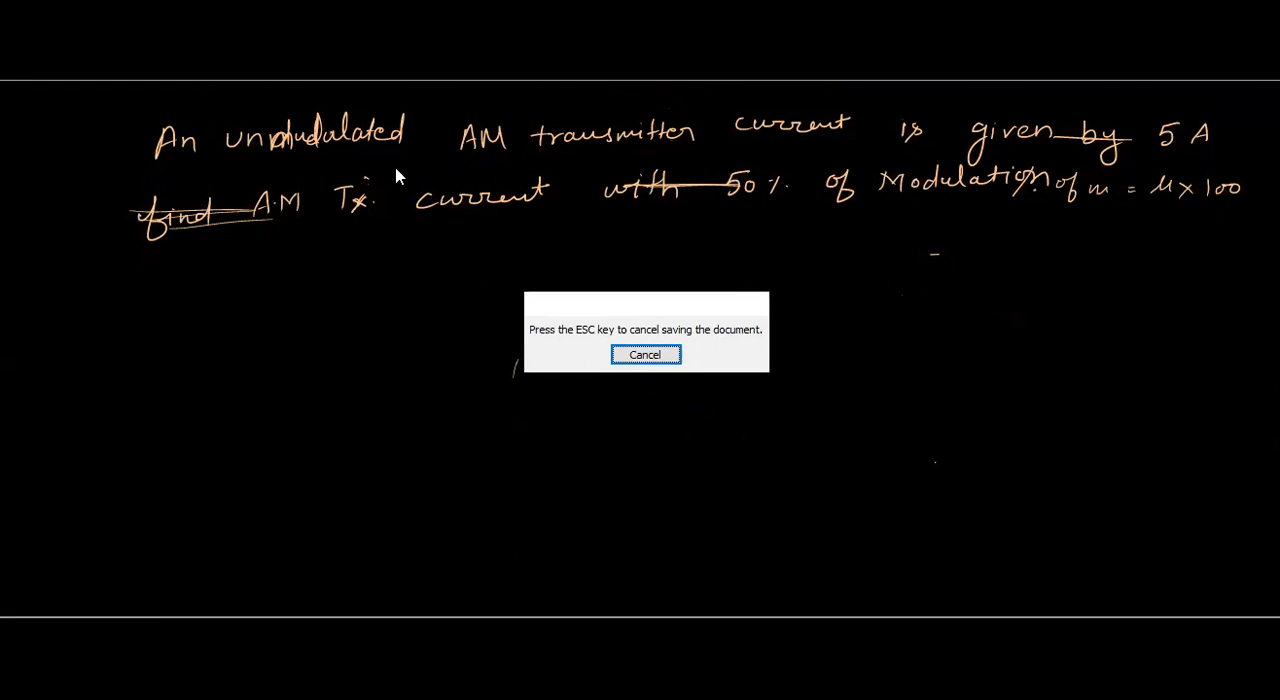 An unmodulated AM transmitter current is given by 5 A
find A.M Tx. current with 50 % of Modulation. % m = μ × 100
Press the ESC key to cancel saving the document.
Cancel